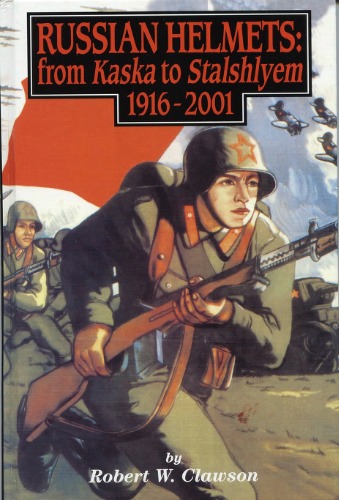 RUSSIAN HELMETS:
from Kaska to Stalshlyem
1916 - 2001
by
Robert W. Clawson